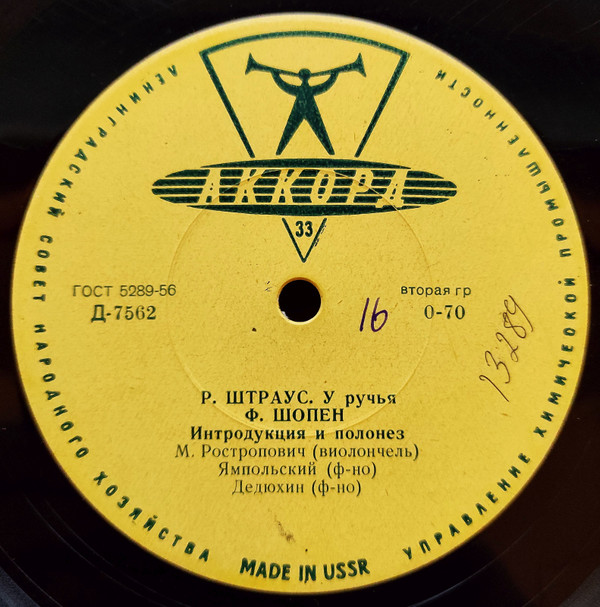 ЛЕНИНГРАДСКИЙ СОВЕТ НАРОДНОГО ХОЗЯЙСТВА
УПРАВЛЕНИЕ ХИМИЧЕСКОЙ ПРОМЫШЛЕННОСТИ
АККОРД
33
ГОСТ 5289-56
вторая гр
Д-7562
16
0-70
13289
Р. ШТРАУС. У ручья
Ф. ШОПЕН
Интродукция и полонез
М. Ростропович (виолончель)
Ямпольский (ф-но)
Дедюхин (ф-но)
MADE IN USSR